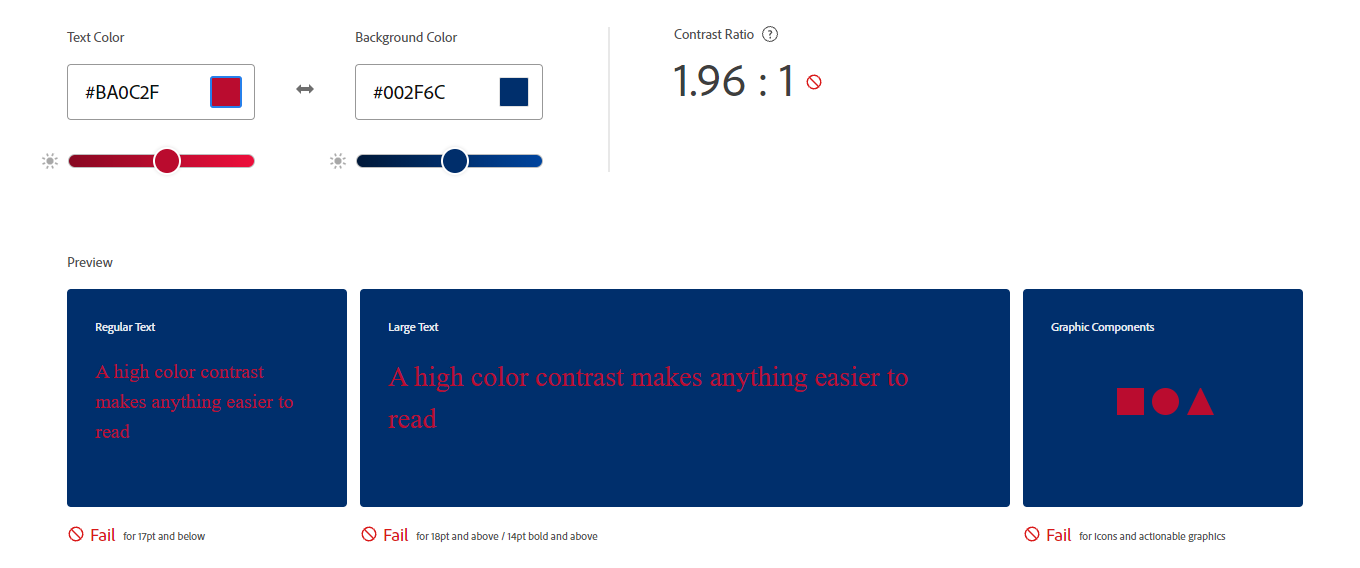 Text Color
Background Color
Contrast Ratio ?
#BA0C2F
#002F6C
1.96 : 1
Preview
Regular Text
A high color contrast
makes anything easier to
read
Large Text
A high color contrast makes anything easier to
read
Graphic Components
Fail for 17pt and below
Fail for 18pt and above / 14pt bold and above
Fail for icons and actionable graphics